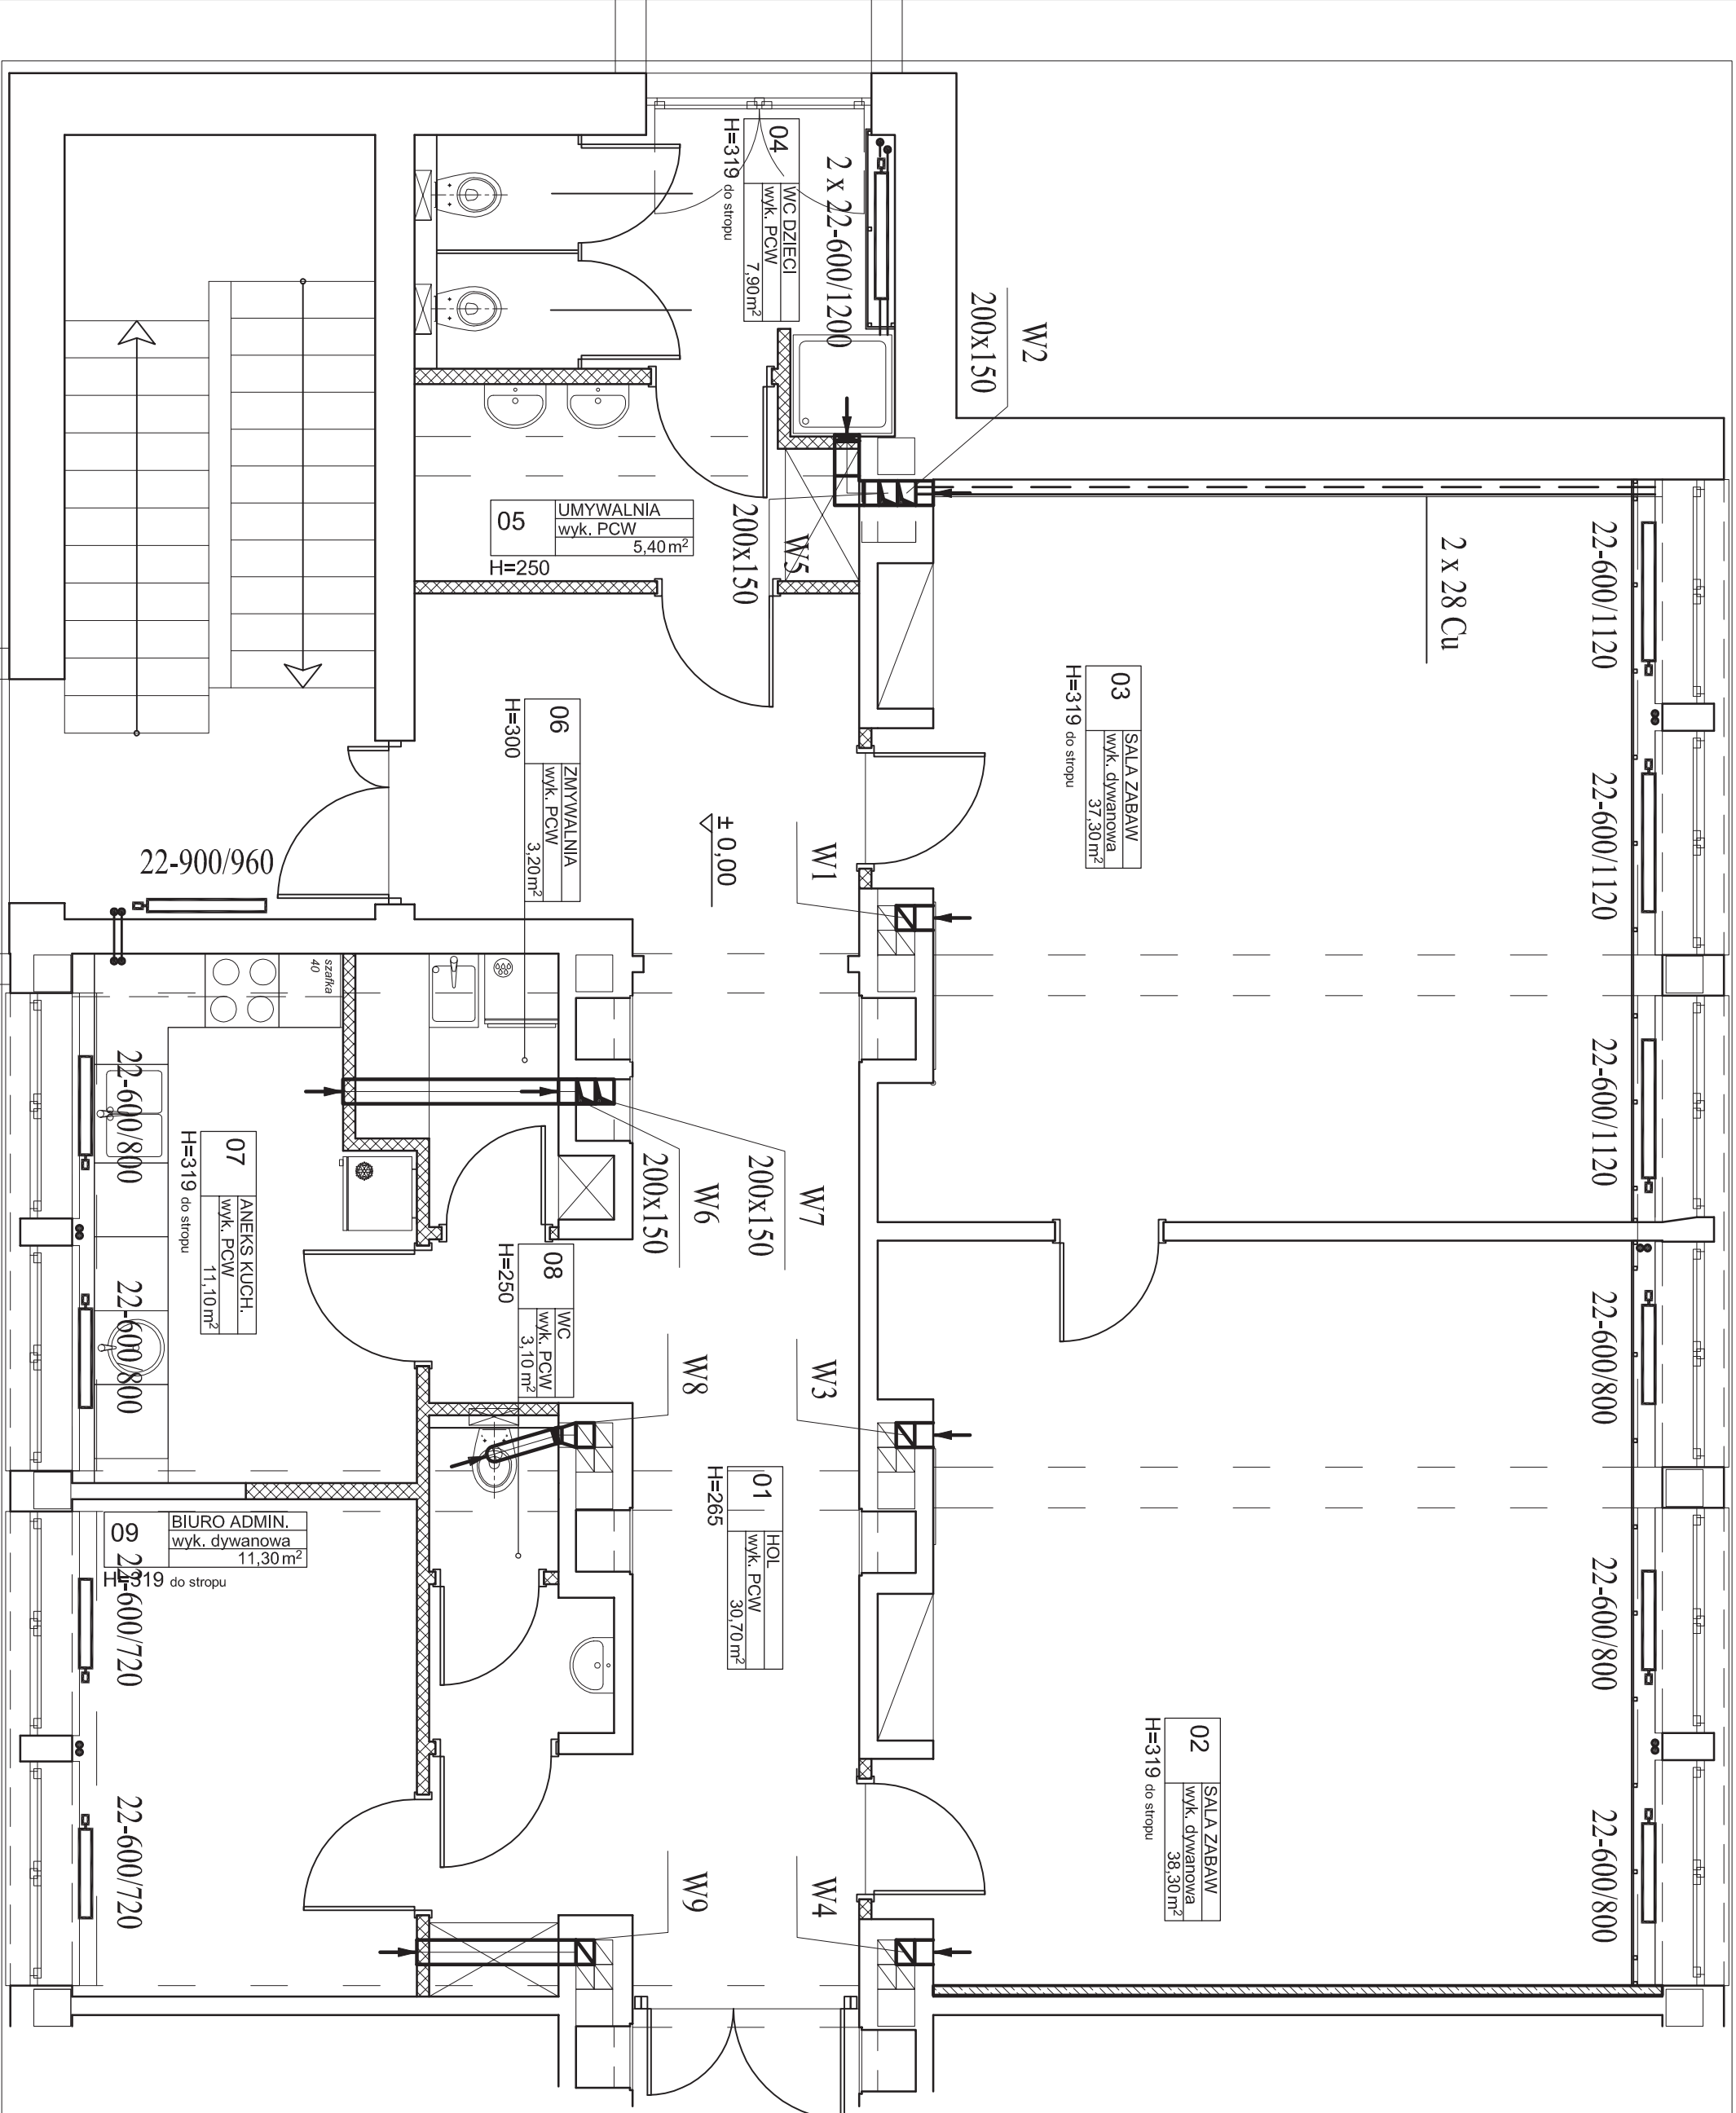 04
WC DZIECI
wyk. PCW
7,90m²
H=319 do stropu
2 x 22-600/1200
W2
200x150
05
UMYWALNIA
wyk. PCW
5,40m²
H=250
W5
200x150
2 x 28 Cu
22-600/1120
22-600/1120
22-600/1120
03
SALA ZABAW
wyk. dywanowa
37,30m²
H=319 do stropu
06
ZMYWALNIA
wyk. PCW
3,20m²
H=300
± 0,00
W1
22-900/960
szafka
40
22-600/800
22-600/800
07
ANEKS KUCH.
wyk. PCW
11,10m²
H=319 do stropu
W6
200x150
W7
200x150
08
WC
wyk. PCW
3,10m²
H=250
W8
W3
01
HOL
wyk. PCW
30,70m²
H=265
22-600/800
22-600/800
22-600/800
02
SALA ZABAW
wyk. dywanowa
38,30m²
H=319 do stropu
09
BIURO ADMIN.
wyk. dywanowa
11,30m²
H=319 do stropu
22-600/720
22-600/720
W9
W4